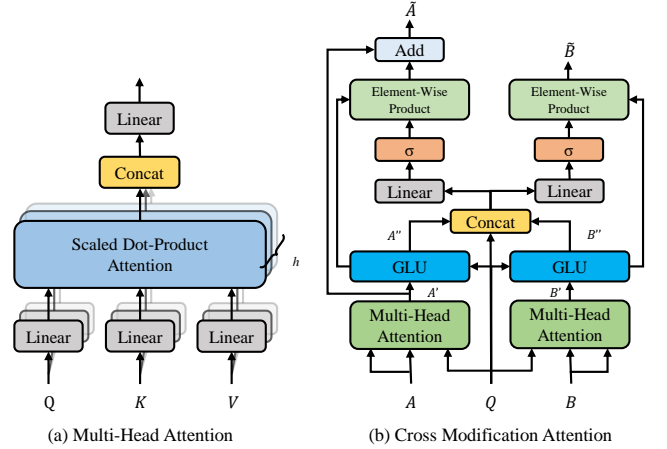 Linear
Concat
Scaled Dot-Product
Attention
h
Linear
Linear
Linear
Q
K
V
(a) Multi-Head Attention
Ã
Add
B̃
Element-Wise
Product
Element-Wise
Product
σ
σ
Linear
Linear
Concat
A''
B''
GLU
GLU
A'
B'
Multi-Head
Attention
Multi-Head
Attention
A
Q
B
(b) Cross Modification Attention